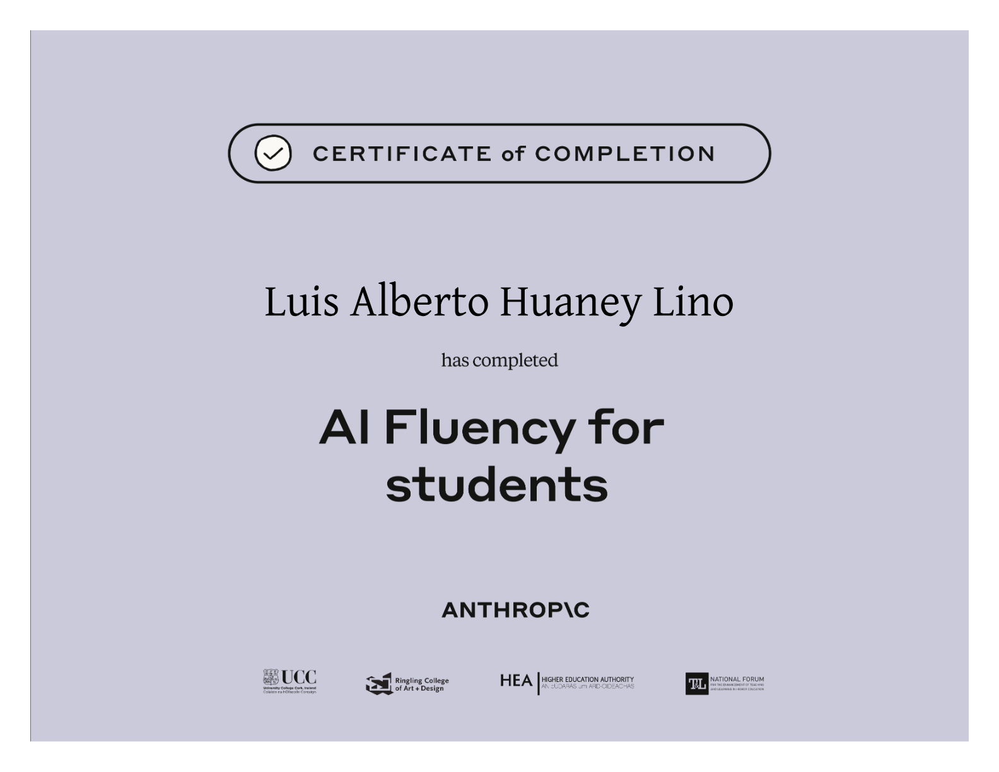 CERTIFICATE of COMPLETION
Luis Alberto Huaney Lino
has completed
AI Fluency for
students
ANTHROP\C
UCC
University College Cork, Ireland
Coláiste na hOllscoile Corcaigh
Ringling College
of Art + Design
HEA
HIGHER EDUCATION AUTHORITY
AN tÚDARÁS um ARD-OIDEACHAS
T&L
NATIONAL FORUM
FOR THE ENHANCEMENT OF TEACHING
AND LEARNING IN HIGHER EDUCATION